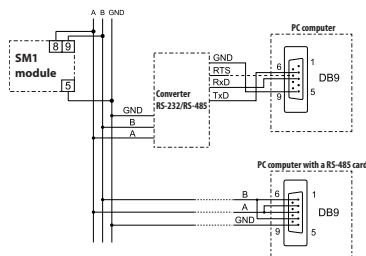 A B GND
PC computer
8 9
SM1
module
5
GND
RTS
RxD
TxD
6
1
DB9
9
5
Converter
RS-232/RS-485
GND
B
A
PC computer with a RS-485 card
B
A
GND
6
1
DB9
9
5